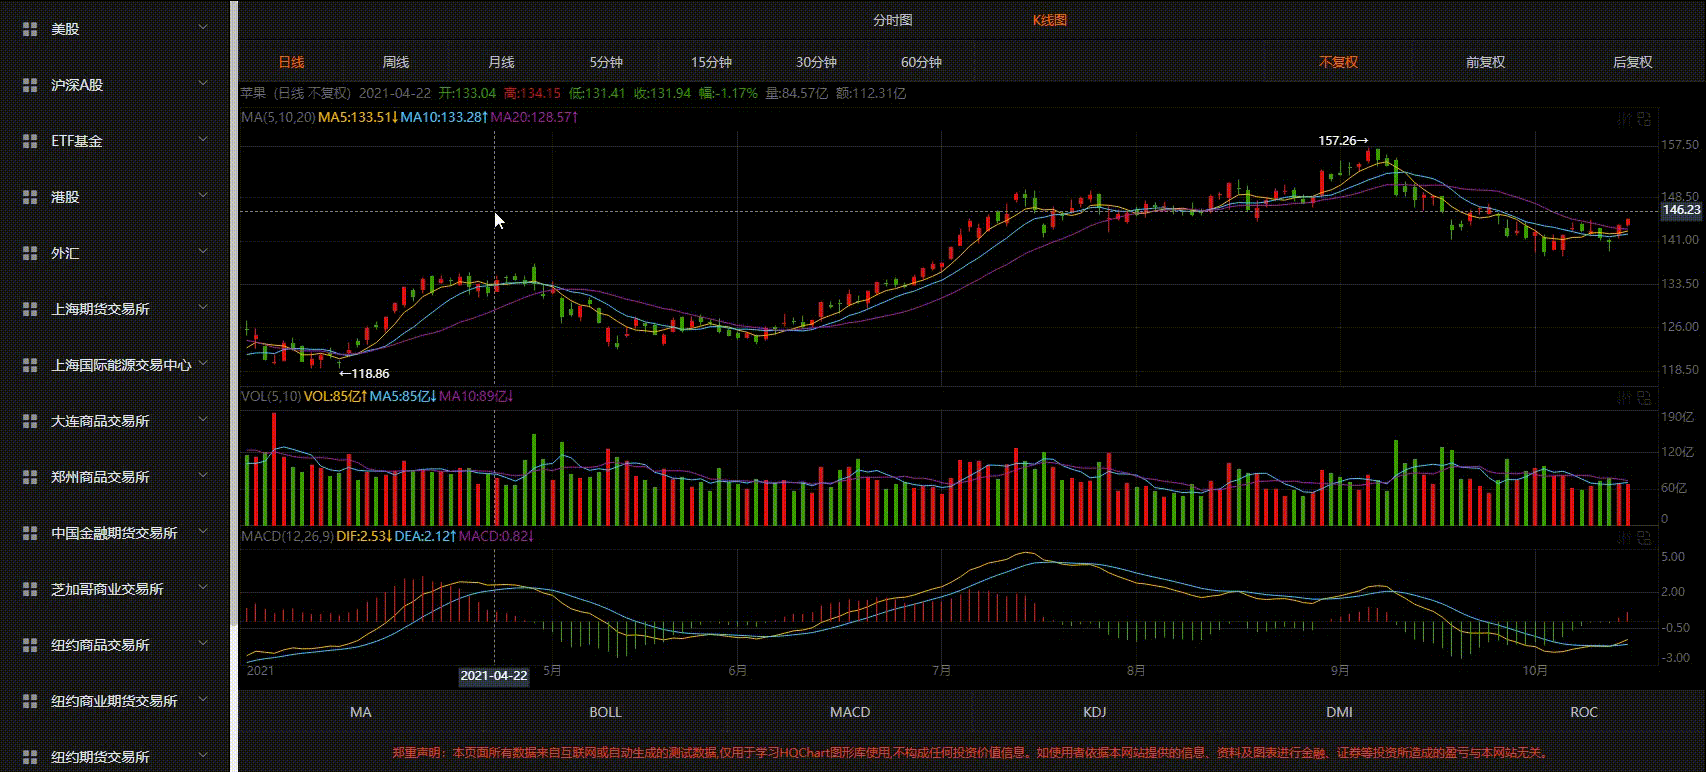 美股
沪深A股
ETF基金
港股
外汇
上海期货交易所
上海国际能源交易中心
大连商品交易所
郑州商品交易所
中国金融期货交易所
芝加哥商业交易所
纽约商品交易所
纽约商业期货交易所
纽约期货交易所
分时图 K线图
日线 周线 月线 5分钟 15分钟 30分钟 60分钟 不复权 前复权 后复权
苹果 (日线 不复权) 2021-04-22 开:133.04 高:134.15 低:131.41 收:131.94 幅:-1.17% 量:84.57亿 额:112.31亿
MA(5,10,20) MA5:133.51↓ MA10:133.28↑ MA20:128.57↑
157.26→
←118.86
157.50
148.50
146.23
141.00
133.50
126.00
118.50
VOL(5,10) VOL:85亿↑ MA5:85亿↓ MA10:89亿↓
190亿
120亿
60亿
0
MACD(12,26,9) DIF:2.53↓ DEA:2.12↑ MACD:0.82↓
5.00
2.00
-0.50
-3.00
2021 2021-04-22 5月 6月 7月 8月 9月 10月
MA BOLL MACD KDJ DMI ROC
郑重声明：本页面所有数据来自互联网或自动生成的测试数据,仅用于学习HQChart图形库使用,不构成任何投资价值信息。如使用者依据本网站提供的信息、资料及图表进行金融、证券等投资所造成的盈亏与本网站无关。